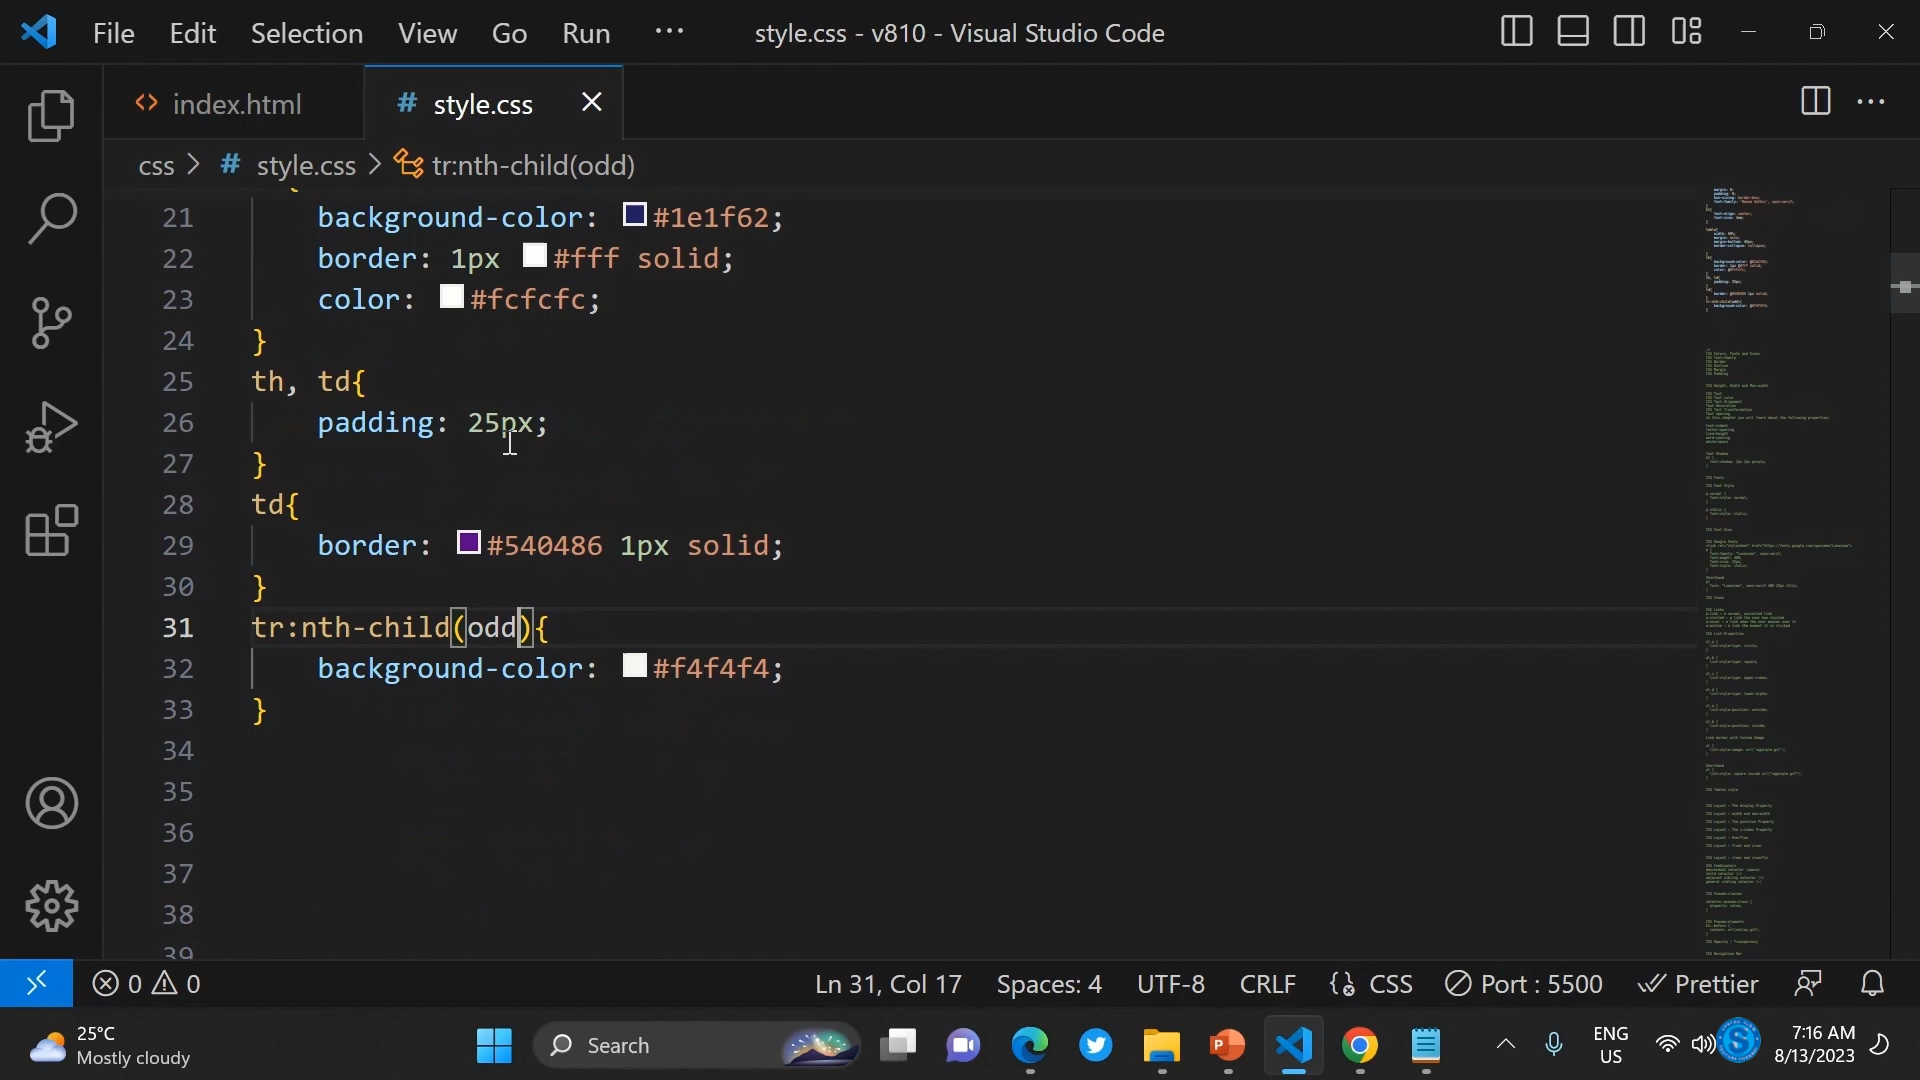 File Edit Selection View Go Run ··· style.css - v810 - Visual Studio Code
index.html # style.css
css > # style.css > tr:nth-child(odd)
21 background-color: #1e1f62;
22 border: 1px #fff solid;
23 color: #fcfcfc;
24 }
25 th, td{
26 padding: 25px;
27 }
28 td{
29 border: #540486 1px solid;
30 }
31 tr:nth-child(odd){
32 background-color: #f4f4f4;
33 }
34
35
36
37
38
39
0 0 Ln 31, Col 17 Spaces: 4 UTF-8 CRLF CSS Port : 5500 Prettier
25°C
Mostly cloudy
Search
ENG
US
7:16 AM
8/13/2023